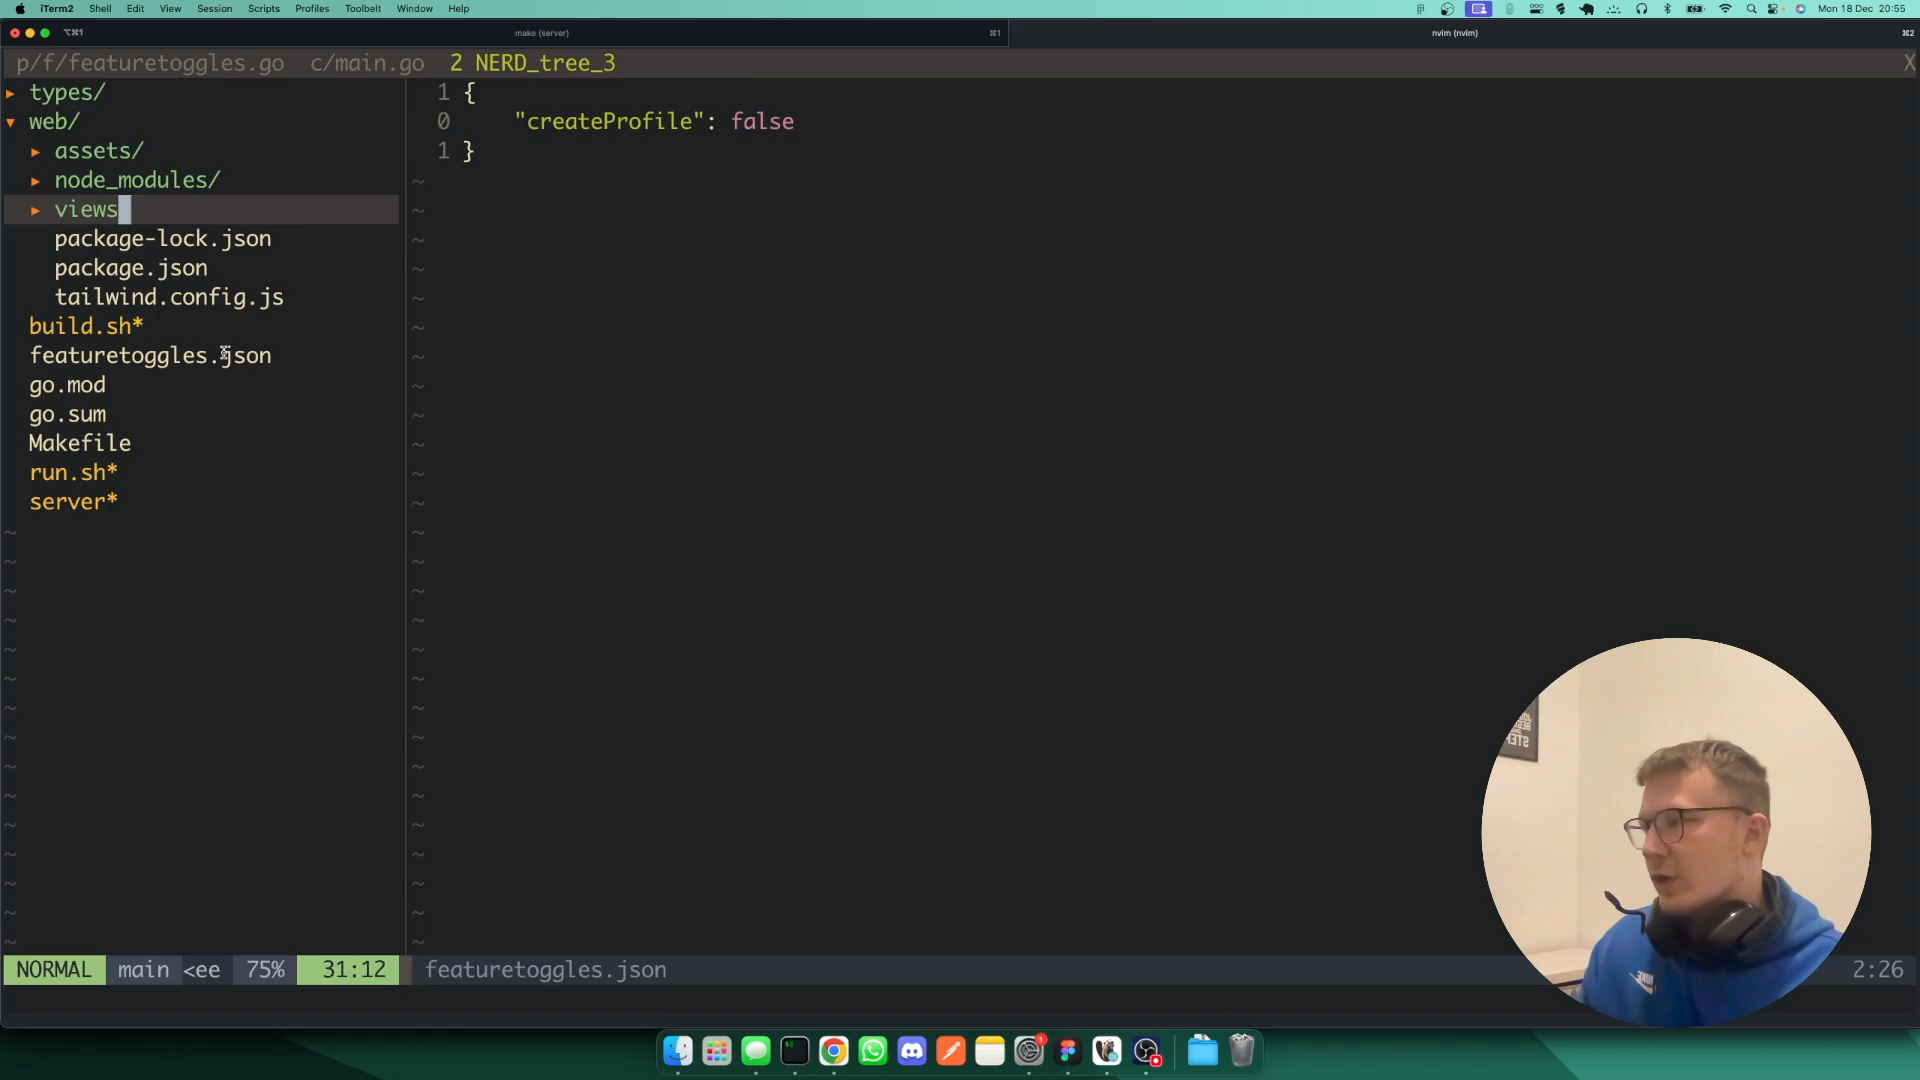 iTerm2 Shell Edit View Session Scripts Profiles Toolbelt Window Help
Mon 18 Dec 20:55
⌥⌘1 make (server) ⌘1 nvim (nvim) ⌘2
p/f/featuretoggles.go c/main.go 2 NERD_tree_3 X
▸ types/
▾ web/
▸ assets/
▸ node_modules/
▸ views
package-lock.json
package.json
tailwind.config.js
build.sh*
featuretoggles.json
go.mod
go.sum
Makefile
run.sh*
server*
1 {
0 "createProfile": false
1 }
NORMAL main <ee 75% 31:12 featuretoggles.json 2:26